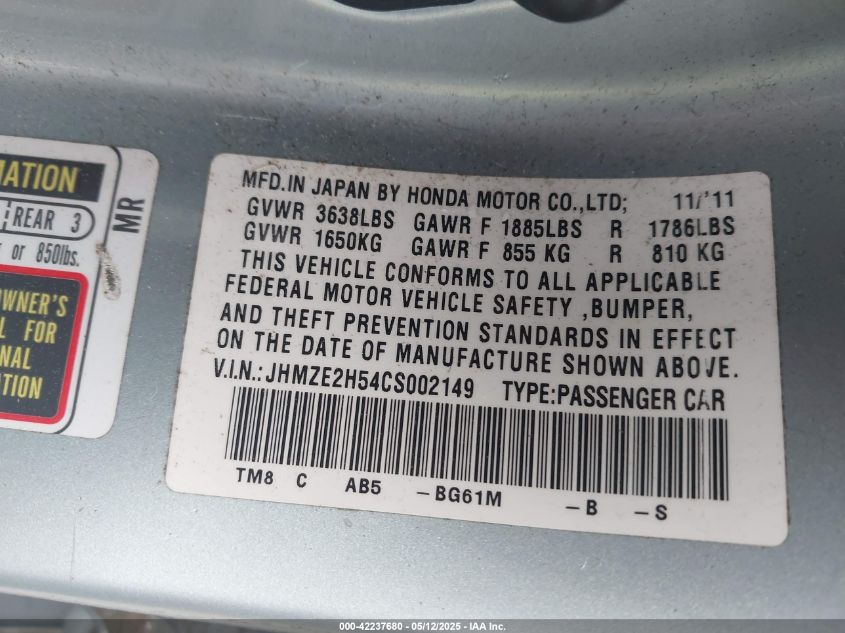 MATION
REAR 3
or 850lbs.
OWNER'S
FOR
NAL
TION
MR
MFD.IN JAPAN BY HONDA MOTOR CO.,LTD; 11/'11
GVWR 3638LBS GAWR F 1885LBS R 1786LBS
GVWR 1650KG GAWR F 855 KG R 810 KG
THIS VEHICLE CONFORMS TO ALL APPLICABLE
FEDERAL MOTOR VEHICLE SAFETY ,BUMPER,
AND THEFT PREVENTION STANDARDS IN EFFECT
ON THE DATE OF MANUFACTURE SHOWN ABOVE.
V.I.N.: JHMZE2H54CS002149 TYPE:PASSENGER CAR
TM8 C AB5 -BG61M -B -S
000-42237680 - 05/12/2025 - IAA Inc.